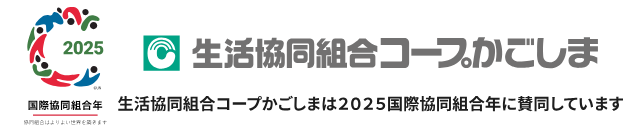 2025
国際協同組合年
協同組合はよりよい世界を築きます
生活協同組合コープかごしま
生活協同組合コープかごしまは2025国際協同組合年に賛同しています